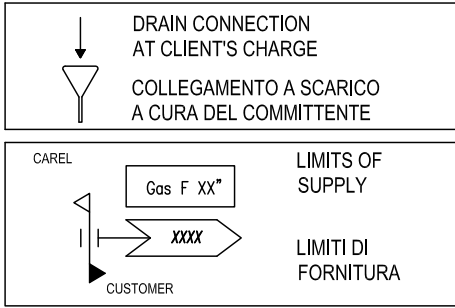 DRAIN CONNECTION
AT CLIENT'S CHARGE
COLLEGAMENTO A SCARICO
A CURA DEL COMMITTENTE
CAREL
LIMITS OF
SUPPLY
Gas F XX"
XXXX
LIMITI DI
FORNITURA
CUSTOMER